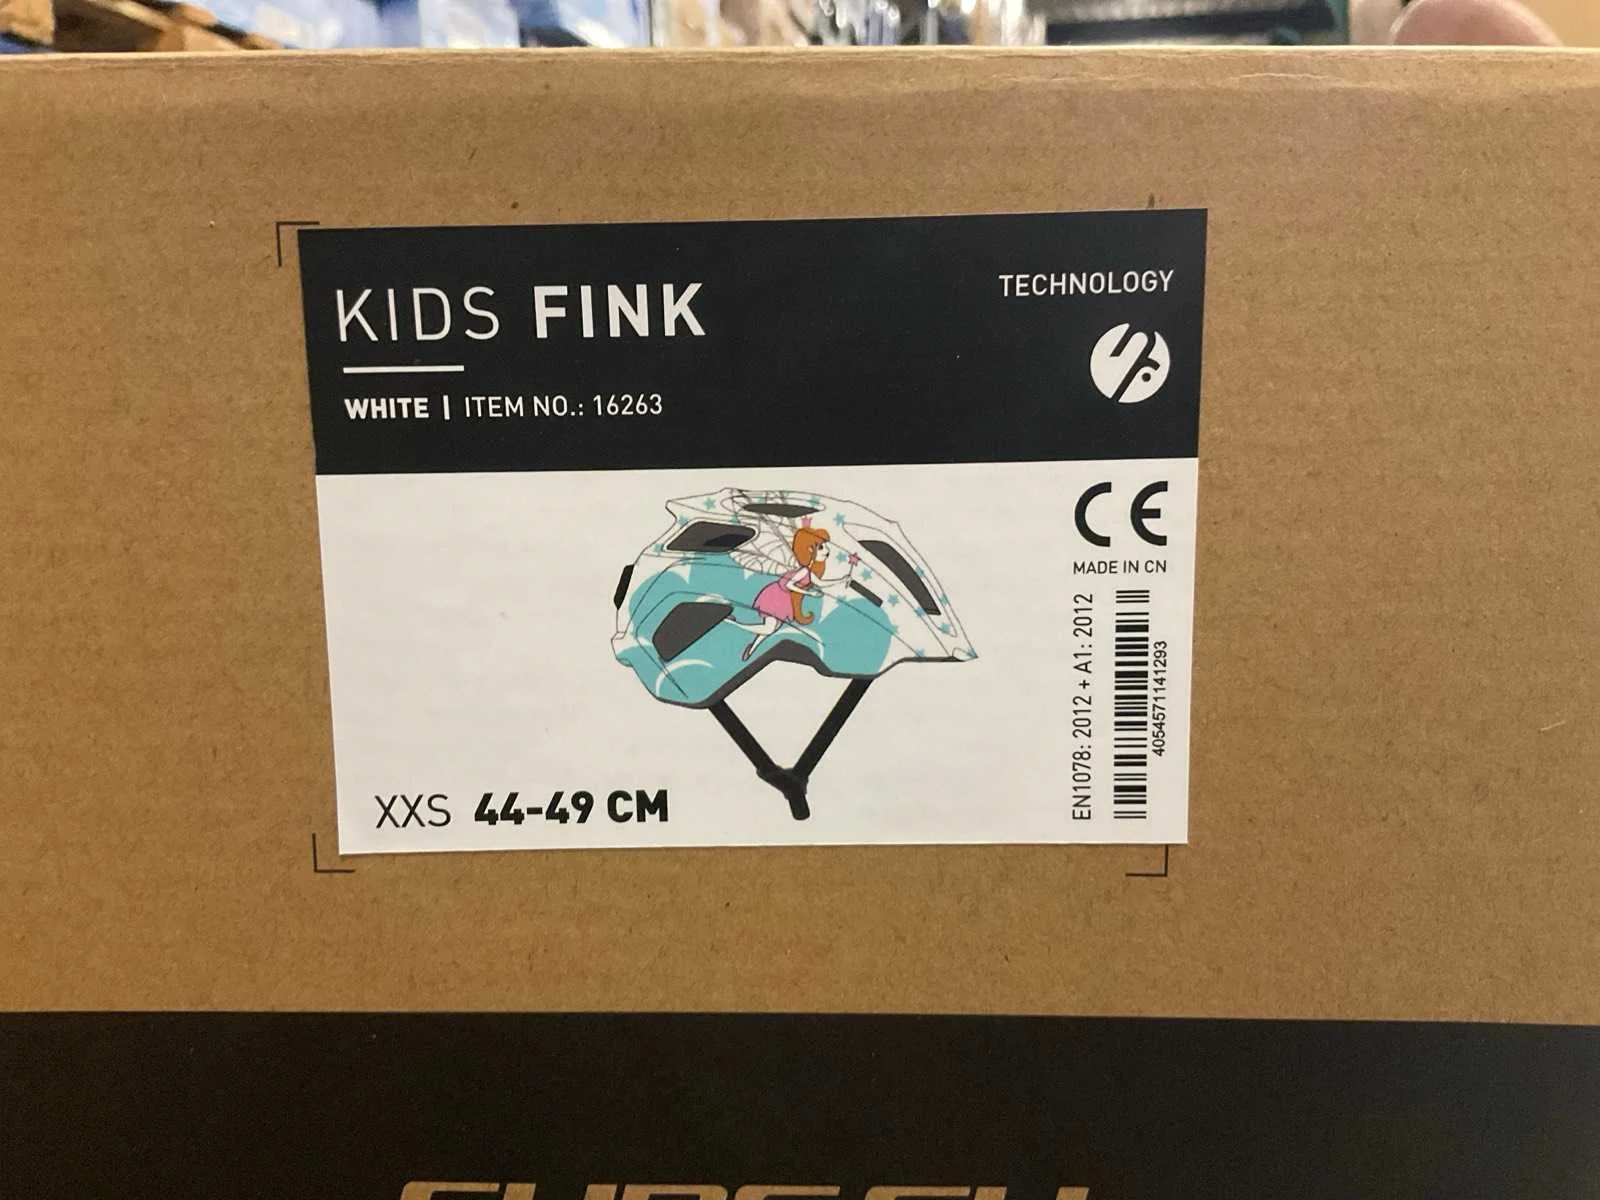 KIDS FINK
WHITE | ITEM NO.: 16263
TECHNOLOGY
CE
MADE IN CN
EN1078: 2012 + A1: 2012
4054571141293
XXS 44-49 CM